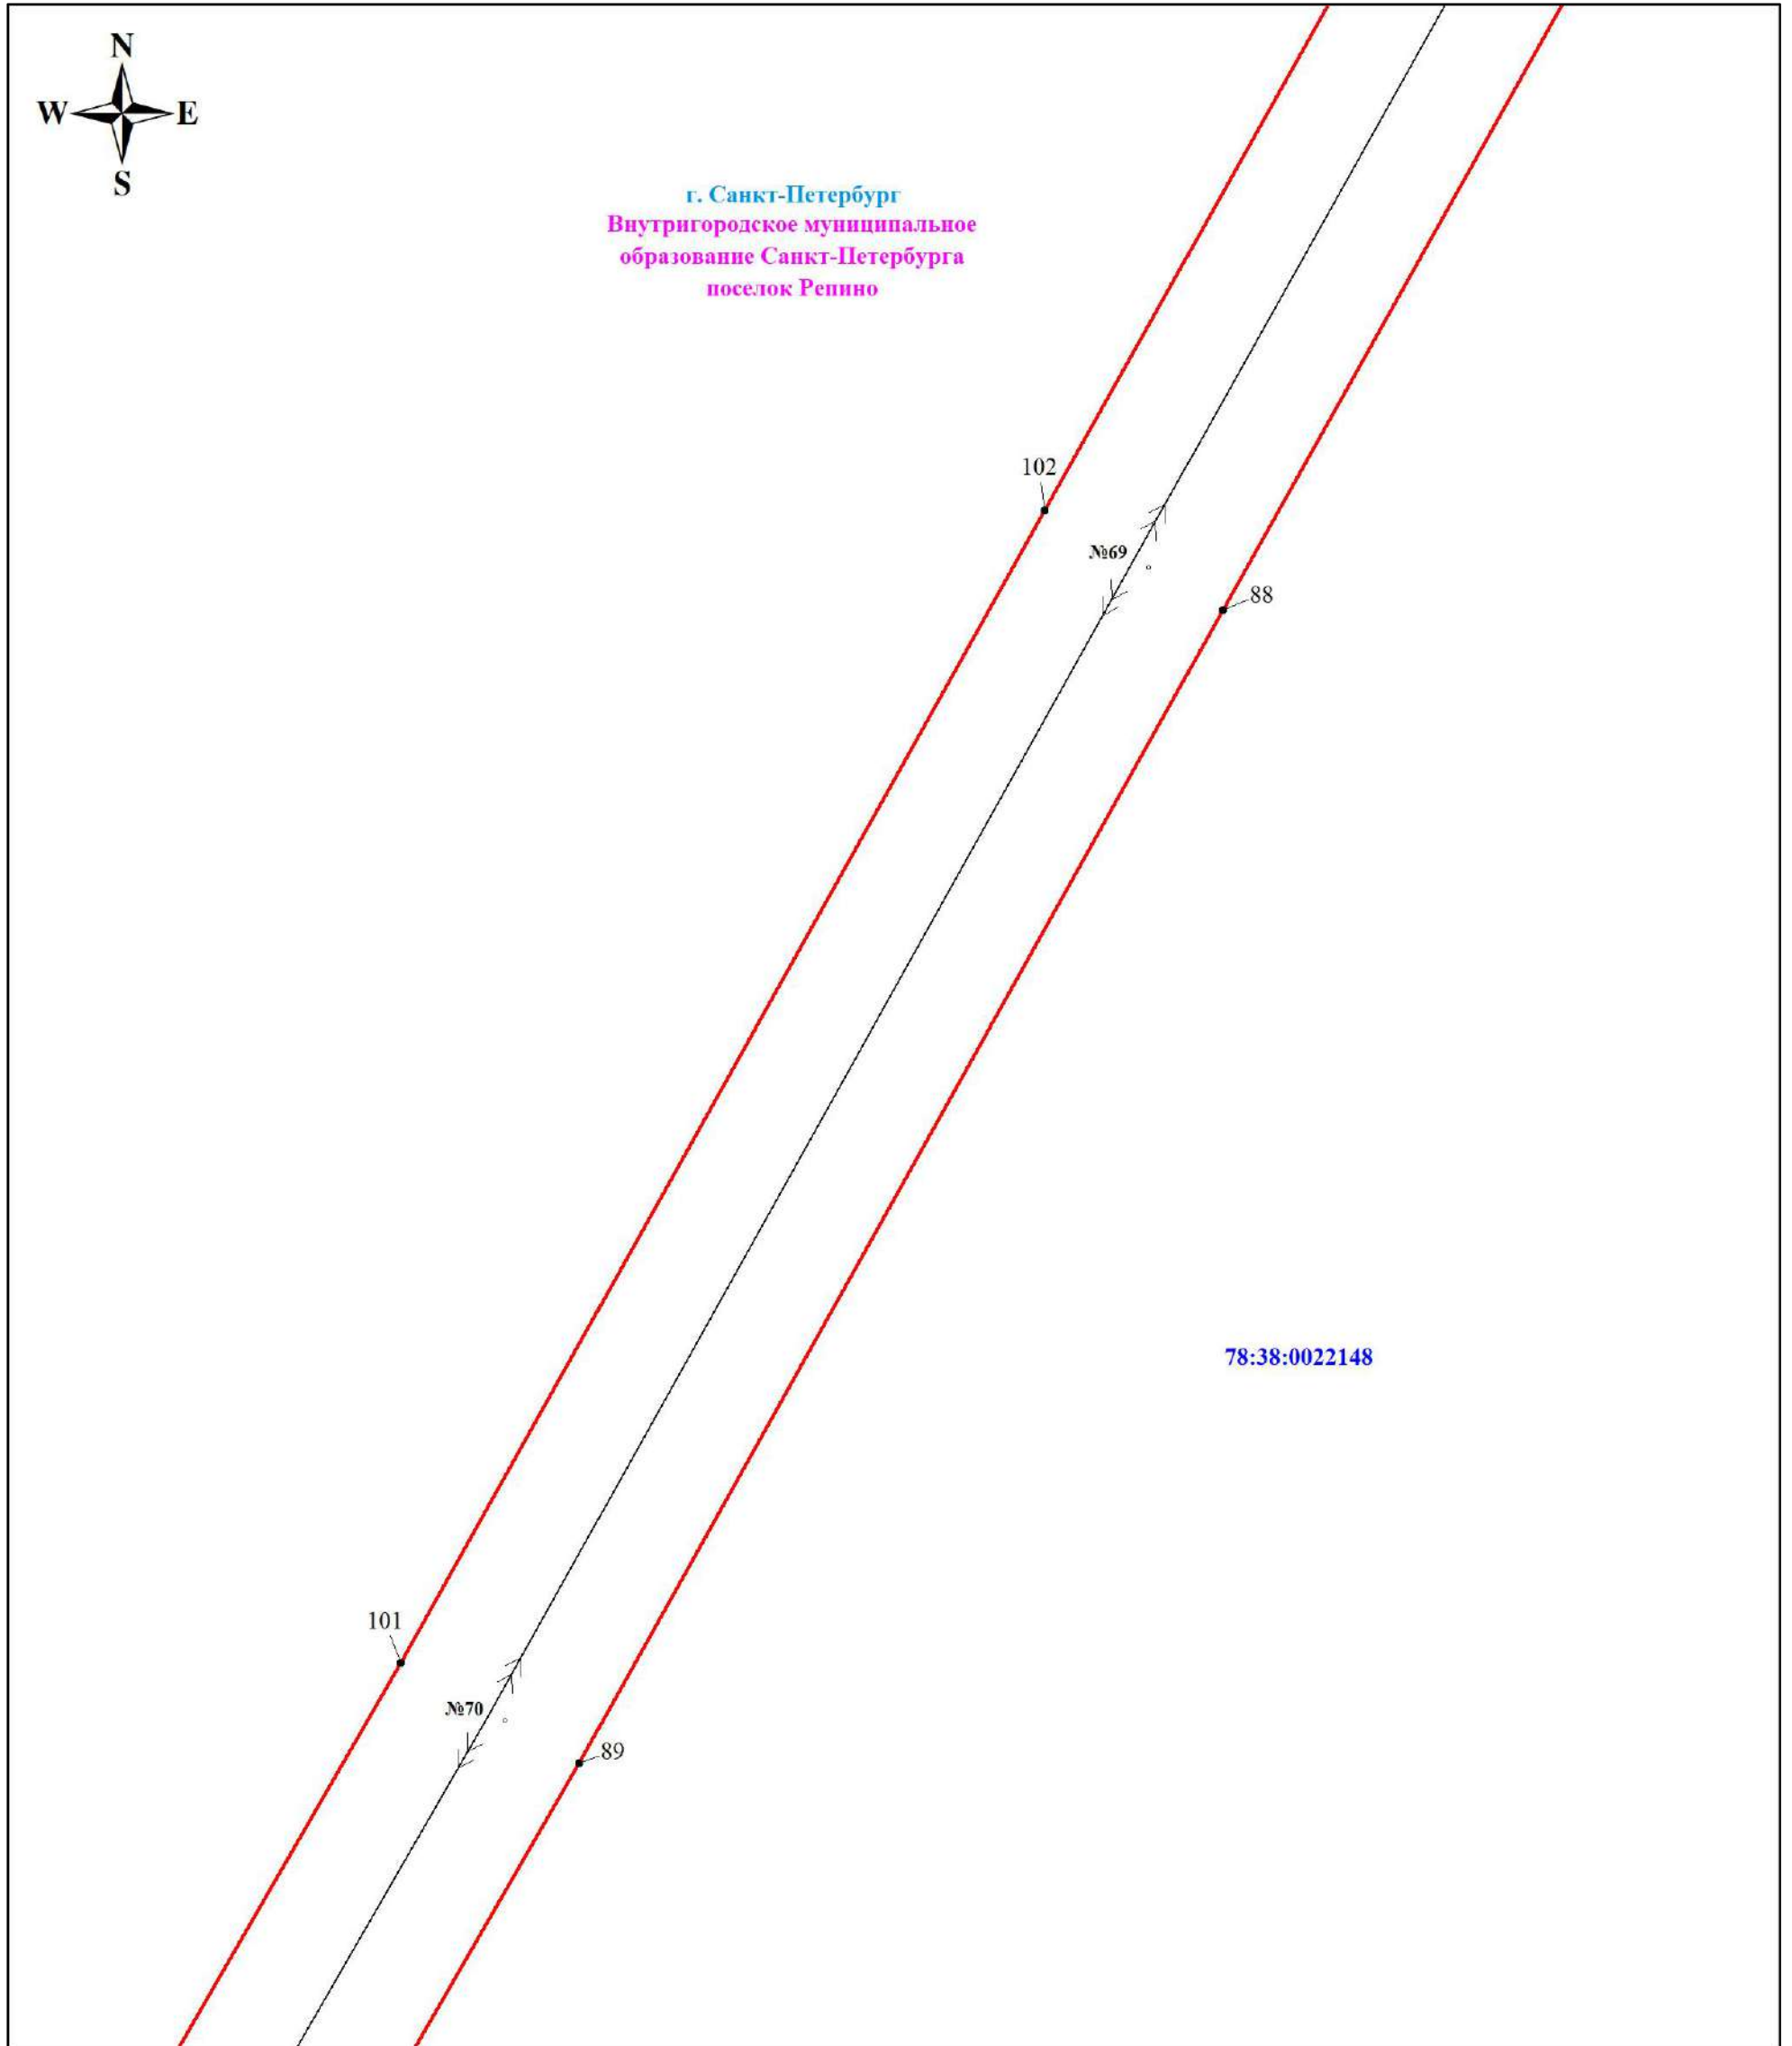 N
W E
S
г. Санкт-Петербург
Внутригородское муниципальное
образование Санкт-Петербурга
поселок Репино
102
№69
88
78:38:0022148
101
№70
89